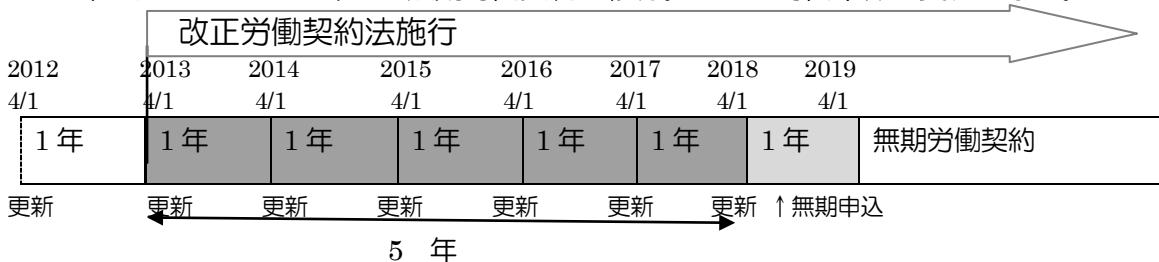 改正労働契約法施行
2012 2013 2014 2015 2016 2017 2018 2019
4/1 4/1 4/1 4/1 4/1 4/1 4/1 4/1
1年 1年 1年 1年 1年 1年 1年 無期労働契約
更新 更新 更新 更新 更新 更新 更新 ↑無期申込
5 年